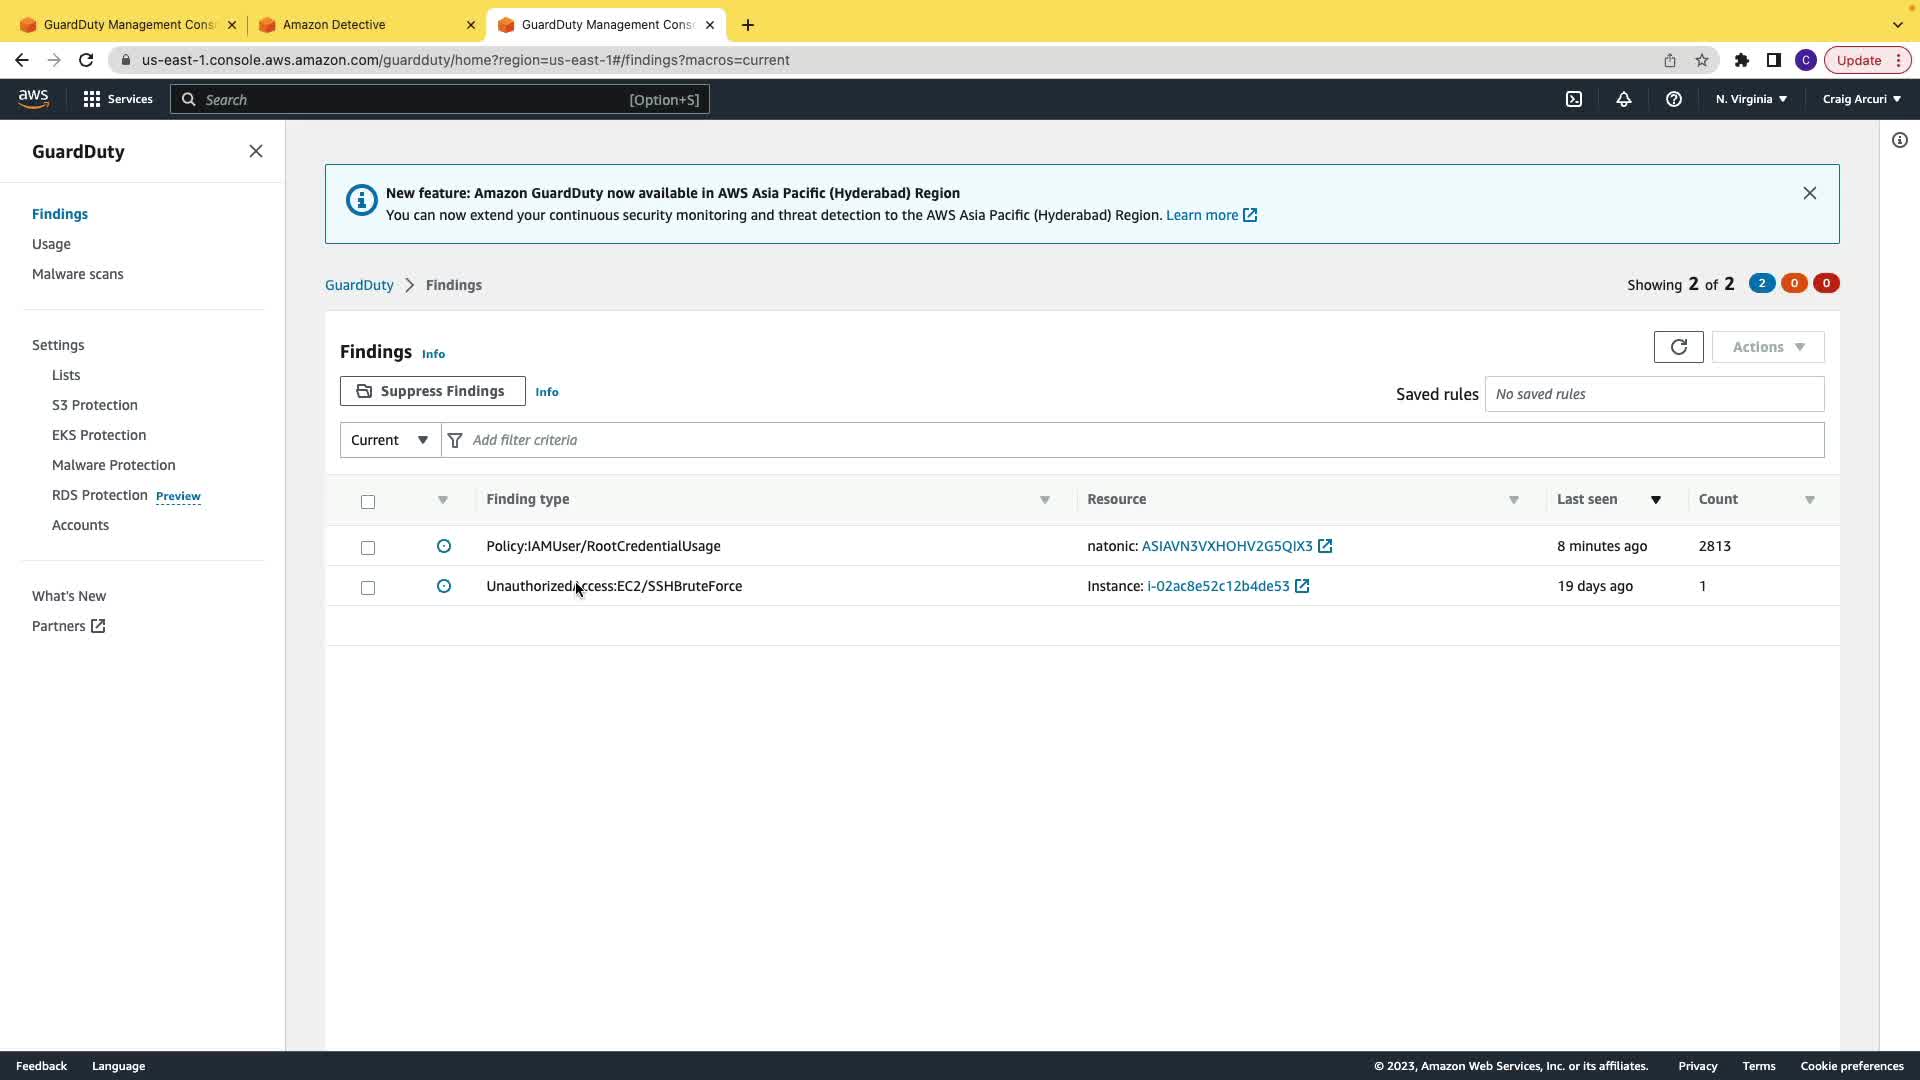 GuardDuty Management Cons
Amazon Detective
GuardDuty Management Cons
us-east-1.console.aws.amazon.com/guardduty/home?region=us-east-1#/findings?macros=current
C
Update
aws
Services
Search
[Option+S]
N. Virginia
Craig Arcuri
GuardDuty
Findings
Usage
Malware scans
Settings
Lists
S3 Protection
EKS Protection
Malware Protection
RDS Protection Preview
Accounts
What's New
Partners
New feature: Amazon GuardDuty now available in AWS Asia Pacific (Hyderabad) Region
You can now extend your continuous security monitoring and threat detection to the AWS Asia Pacific (Hyderabad) Region. Learn more
GuardDuty > Findings
Showing 2 of 2 2 0 0
Findings Info
Actions
Suppress Findings Info
Saved rules No saved rules
Current Add filter criteria
Finding type Resource Last seen Count
Policy:IAMUser/RootCredentialUsage natonic: ASIAVN3VXHOHV2G5QIX3 8 minutes ago 2813
UnauthorizedAccess:EC2/SSHBruteForce Instance: i-02ac8e52c12b4de53 19 days ago 1
Feedback Language © 2023, Amazon Web Services, Inc. or its affiliates. Privacy Terms Cookie preferences